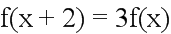 f(x + 2) = 3f(x)